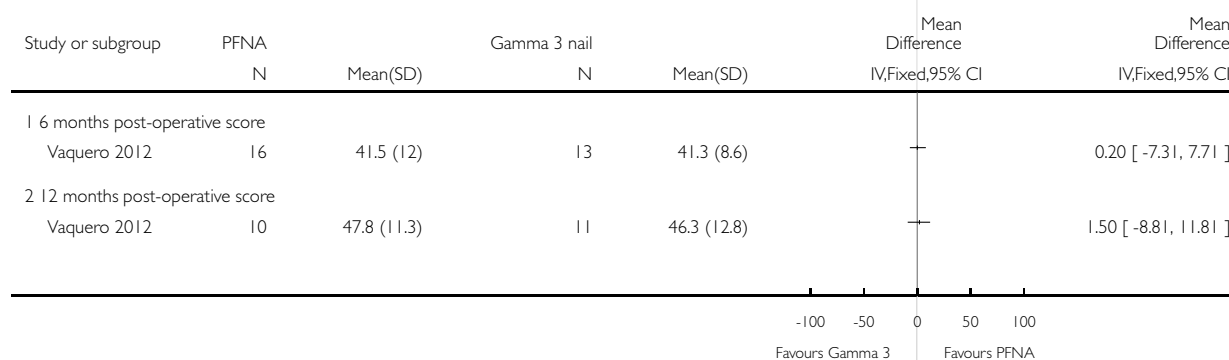 Study or subgroup PFNA Gamma 3 nail Mean Difference Mean Difference
N Mean(SD) N Mean(SD) IV,Fixed,95% CI IV,Fixed,95% CI
1 6 months post-operative score
Vaquero 2012 16 41.5 (12) 13 41.3 (8.6) 0.20 [ -7.31, 7.71 ]
2 12 months post-operative score
Vaquero 2012 10 47.8 (11.3) 11 46.3 (12.8) 1.50 [ -8.81, 11.81 ]
-100 -50 0 50 100
Favours Gamma 3 Favours PFNA